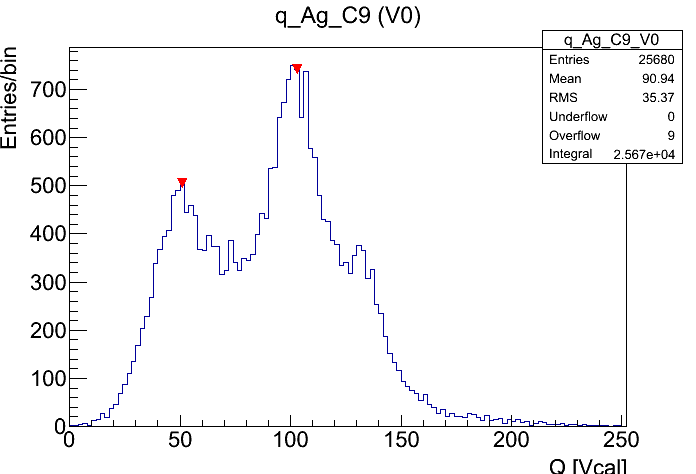 q_Ag_C9 (V0)
q_Ag_C9_V0
Entries 25680
Mean 90.94
RMS 35.37
Underflow 0
Overflow 9
Integral 2.567e+04
Entries/bin
700
600
500
400
300
200
100
0
0 50 100 150 200 250
Q [Vcal]